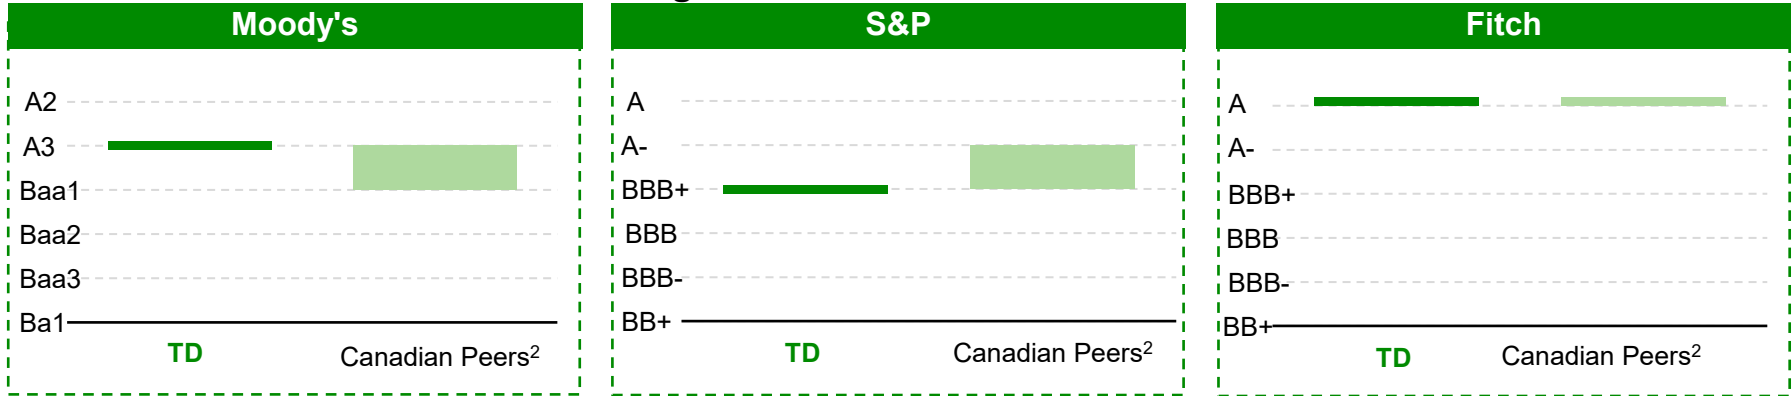 Moody's
A2
A3
Baa1
Baa2
Baa3
Ba1
TD
Canadian Peers2
S&P
A
A-
BBB+
BBB
BBB-
BB+
TD
Canadian Peers2
Fitch
A
A-
BBB+
BBB
BBB-
BB+
TD
Canadian Peers2